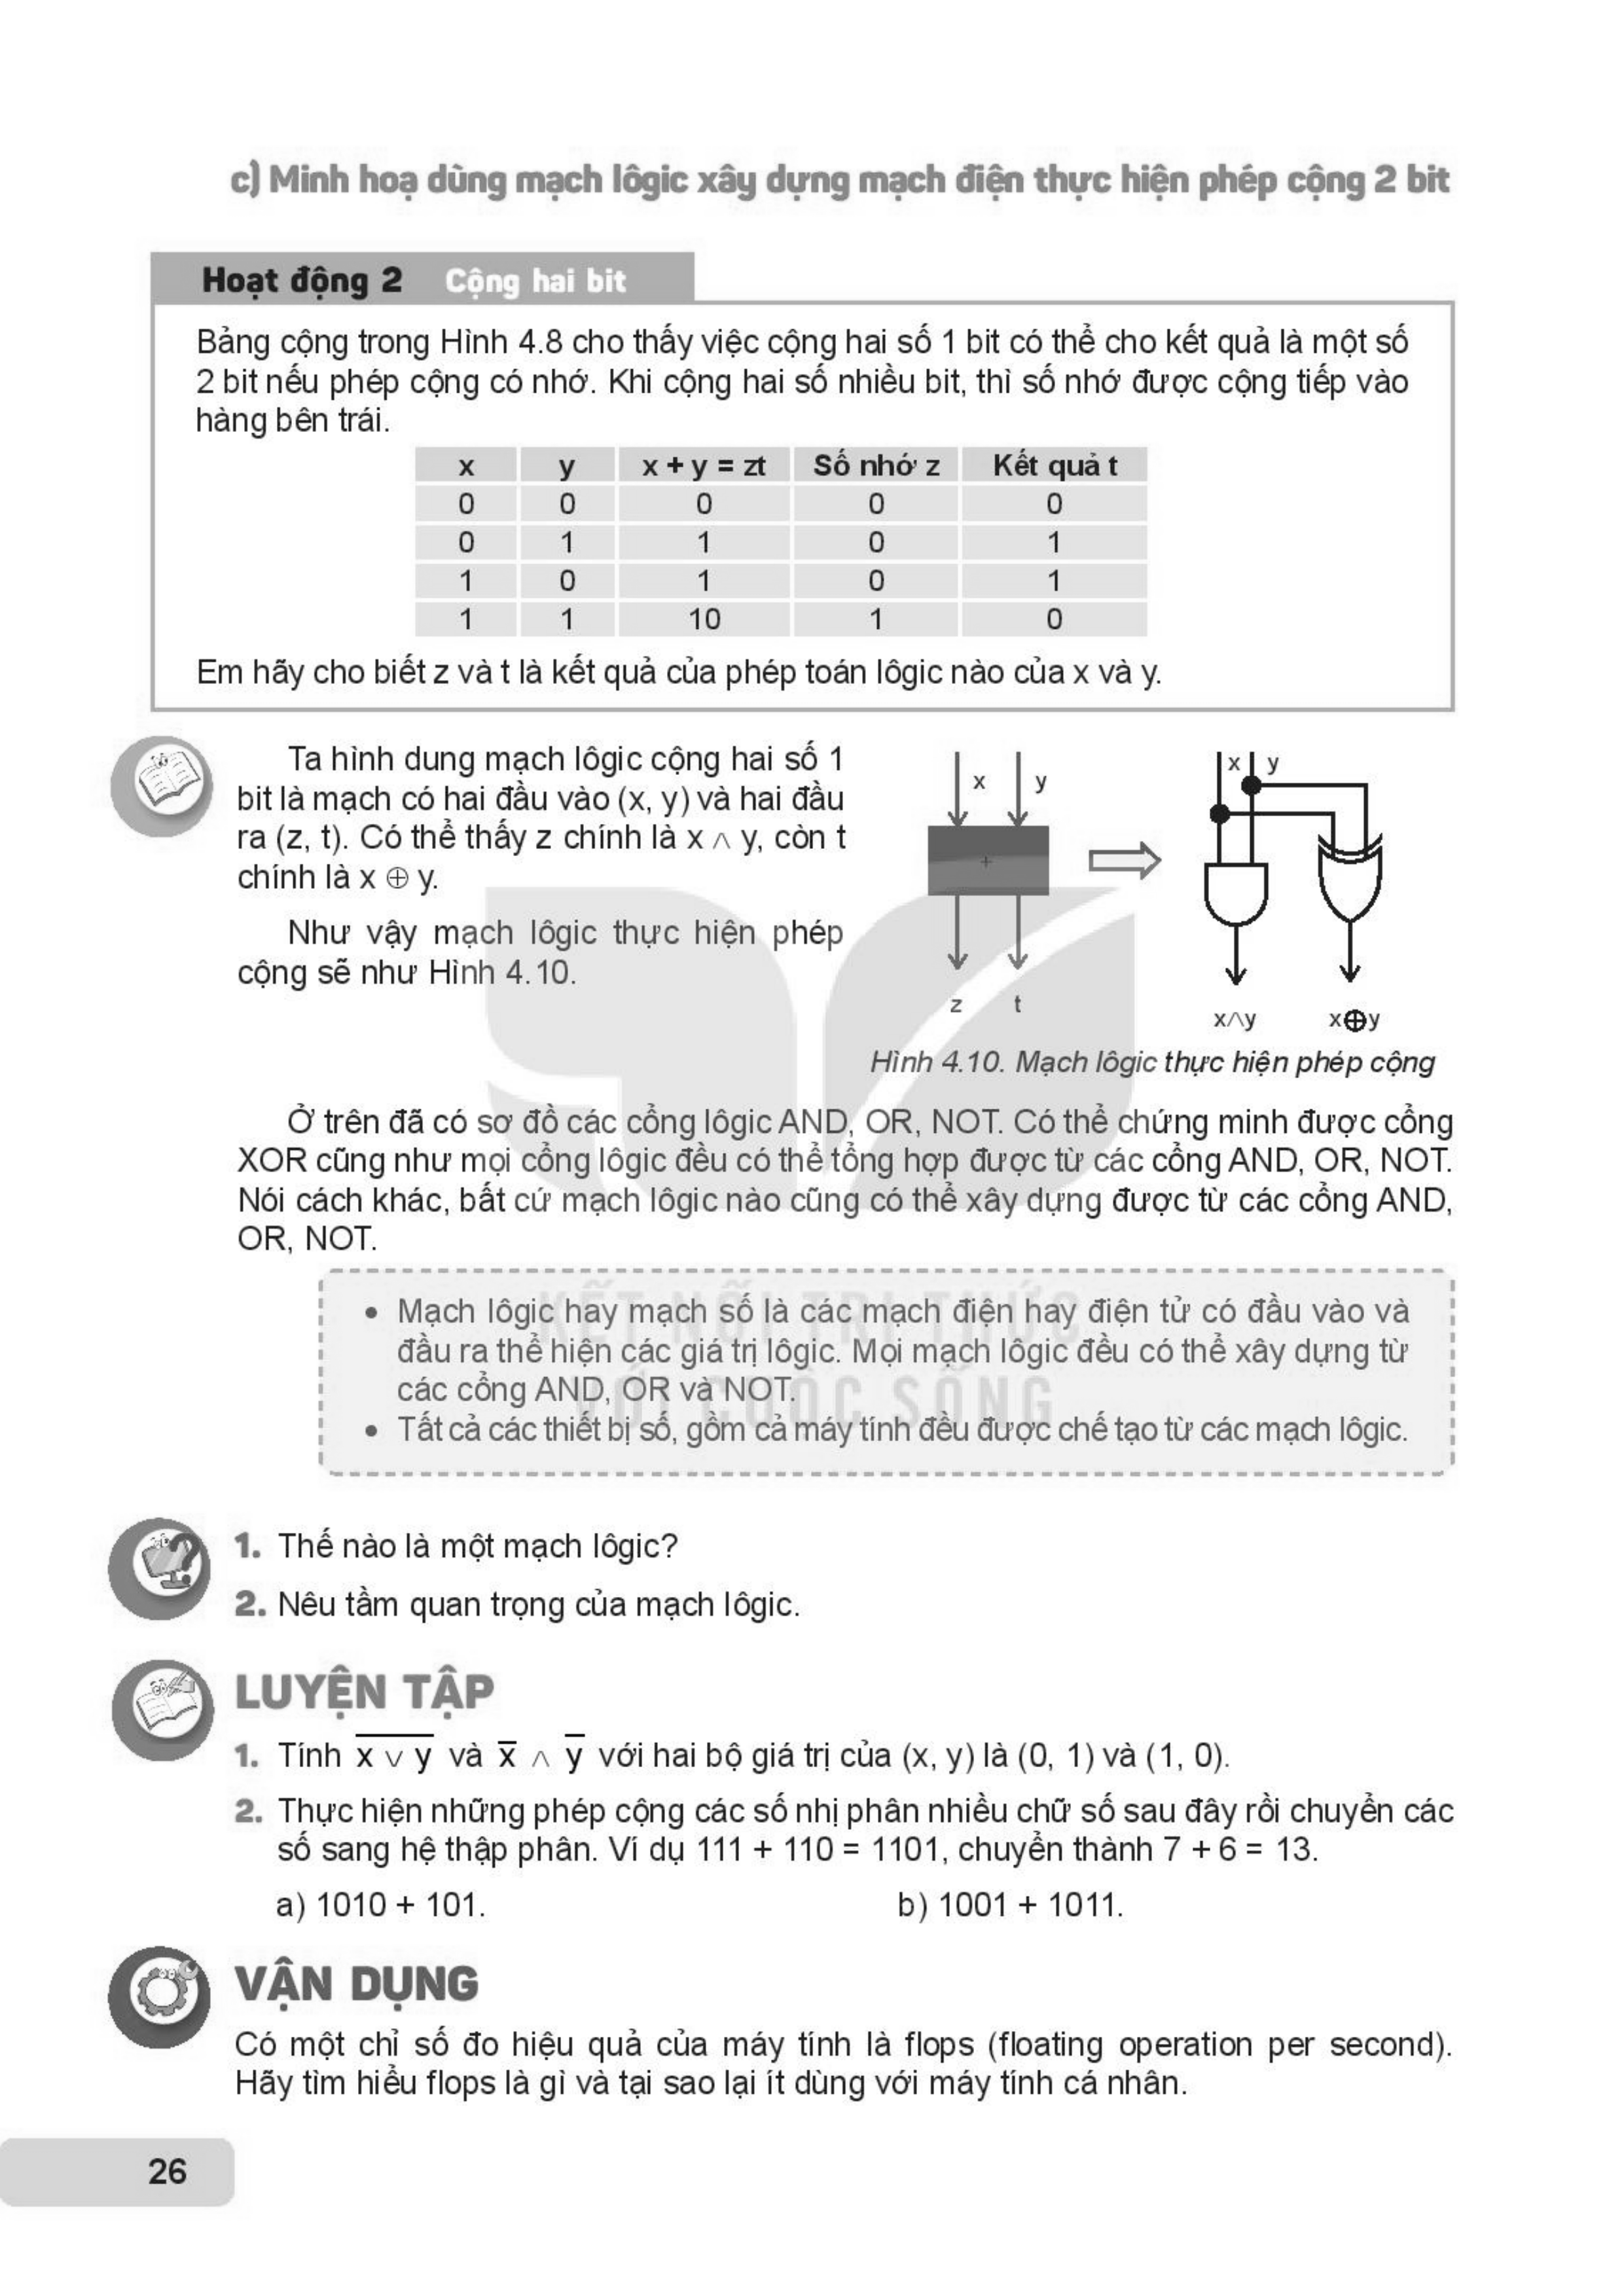 c) Minh hoạ dùng mạch lôgic xây dựng mạch điện thực hiện phép cộng 2 bit
Hoạt động 2 Cộng hai bit
Bảng cộng trong Hình 4.8 cho thấy việc cộng hai số 1 bit có thể cho kết quả là một số
2 bit nếu phép cộng có nhớ. Khi cộng hai số nhiều bit, thì số nhớ được cộng tiếp vào
hàng bên trái.
x y x + y = zt Số nhớ z Kết quả t
0 0 0 0 0
0 1 1 0 1
1 0 1 0 1
1 1 10 1 0
Em hãy cho biết z và t là kết quả của phép toán lôgic nào của x và y.
Ta hình dung mạch lôgic cộng hai số 1
bit là mạch có hai đầu vào (x, y) và hai đầu
ra (z, t). Có thể thấy z chính là x ∧ y, còn t
chính là x ⊕ y.
Như vậy mạch lôgic thực hiện phép
cộng sẽ như Hình 4.10.
x y
+
z t
x y
x∧y x⊕y
Hình 4.10. Mạch lôgic thực hiện phép cộng
Ở trên đã có sơ đồ các cổng lôgic AND, OR, NOT. Có thể chứng minh được cổng
XOR cũng như mọi cổng lôgic đều có thể tổng hợp được từ các cổng AND, OR, NOT.
Nói cách khác, bất cứ mạch lôgic nào cũng có thể xây dựng được từ các cổng AND,
OR, NOT.
KẾT NỐI TRI THỨC
VỚI CUỘC SỐNG
• Mạch lôgic hay mạch số là các mạch điện hay điện tử có đầu vào và
đầu ra thể hiện các giá trị lôgic. Mọi mạch lôgic đều có thể xây dựng từ
các cổng AND, OR và NOT.
• Tất cả các thiết bị số, gồm cả máy tính đều được chế tạo từ các mạch lôgic.
1. Thế nào là một mạch lôgic?
2. Nêu tầm quan trọng của mạch lôgic.
LUYỆN TẬP
1. Tính x̅ ̅∨̅ ̅y̅ và x̅ ∧ y̅ với hai bộ giá trị của (x, y) là (0, 1) và (1, 0).
2. Thực hiện những phép cộng các số nhị phân nhiều chữ số sau đây rồi chuyển các
số sang hệ thập phân. Ví dụ 111 + 110 = 1101, chuyển thành 7 + 6 = 13.
a) 1010 + 101. b) 1001 + 1011.
VẬN DỤNG
Có một chỉ số đo hiệu quả của máy tính là flops (floating operation per second).
Hãy tìm hiểu flops là gì và tại sao lại ít dùng với máy tính cá nhân.
26